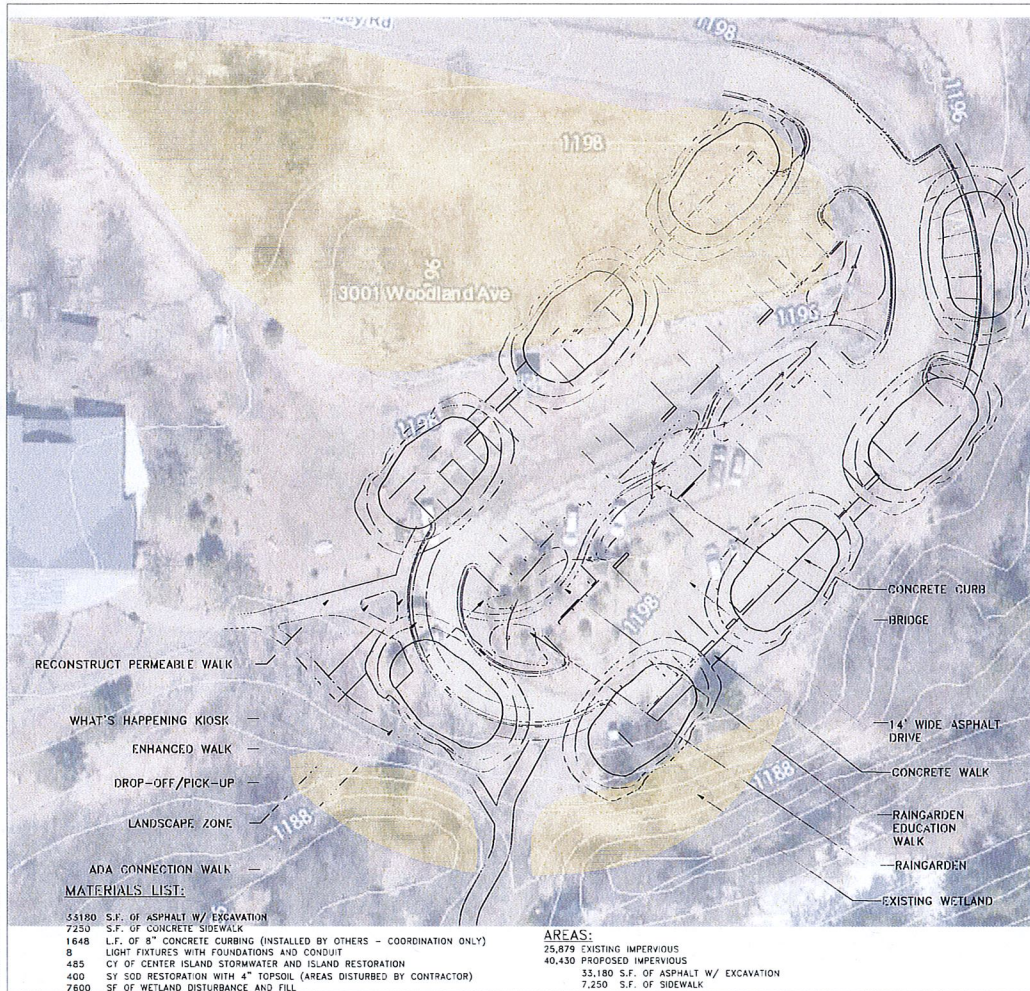 1198
1196
1198
96
3001 Woodland Ave
1196
1198
1198
CONCRETE CURB
BRIDGE
RECONSTRUCT PERMEABLE WALK
WHAT'S HAPPENING KIOSK
14' WIDE ASPHALT
DRIVE
ENHANCED WALK
CONCRETE WALK
DROP-OFF/PICK-UP
RAINGARDEN
EDUCATION
WALK
LANDSCAPE ZONE
1188
1188
ADA CONNECTION WALK
RAINGARDEN
EXISTING WETLAND
MATERIALS LIST:
33180 S.F. OF ASPHALT W/ EXCAVATION
7250 S.F. OF CONCRETE SIDEWALK
1648 L.F. OF 8" CONCRETE CURBING (INSTALLED BY OTHERS - COORDINATION ONLY)
8 LIGHT FIXTURES WITH FOUNDATIONS AND CONDUIT
485 CY OF CENTER ISLAND STORMWATER AND ISLAND RESTORATION
400 SY SOD RESTORATION WITH 4" TOPSOIL (AREAS DISTURBED BY CONTRACTOR)
7600 SF OF WETLAND DISTURBANCE AND FILL
AREAS:
25,879 EXISTING IMPERVIOUS
40,430 PROPOSED IMPERVIOUS
33,180 S.F. OF ASPHALT W/ EXCAVATION
7,250 S.F. OF SIDEWALK